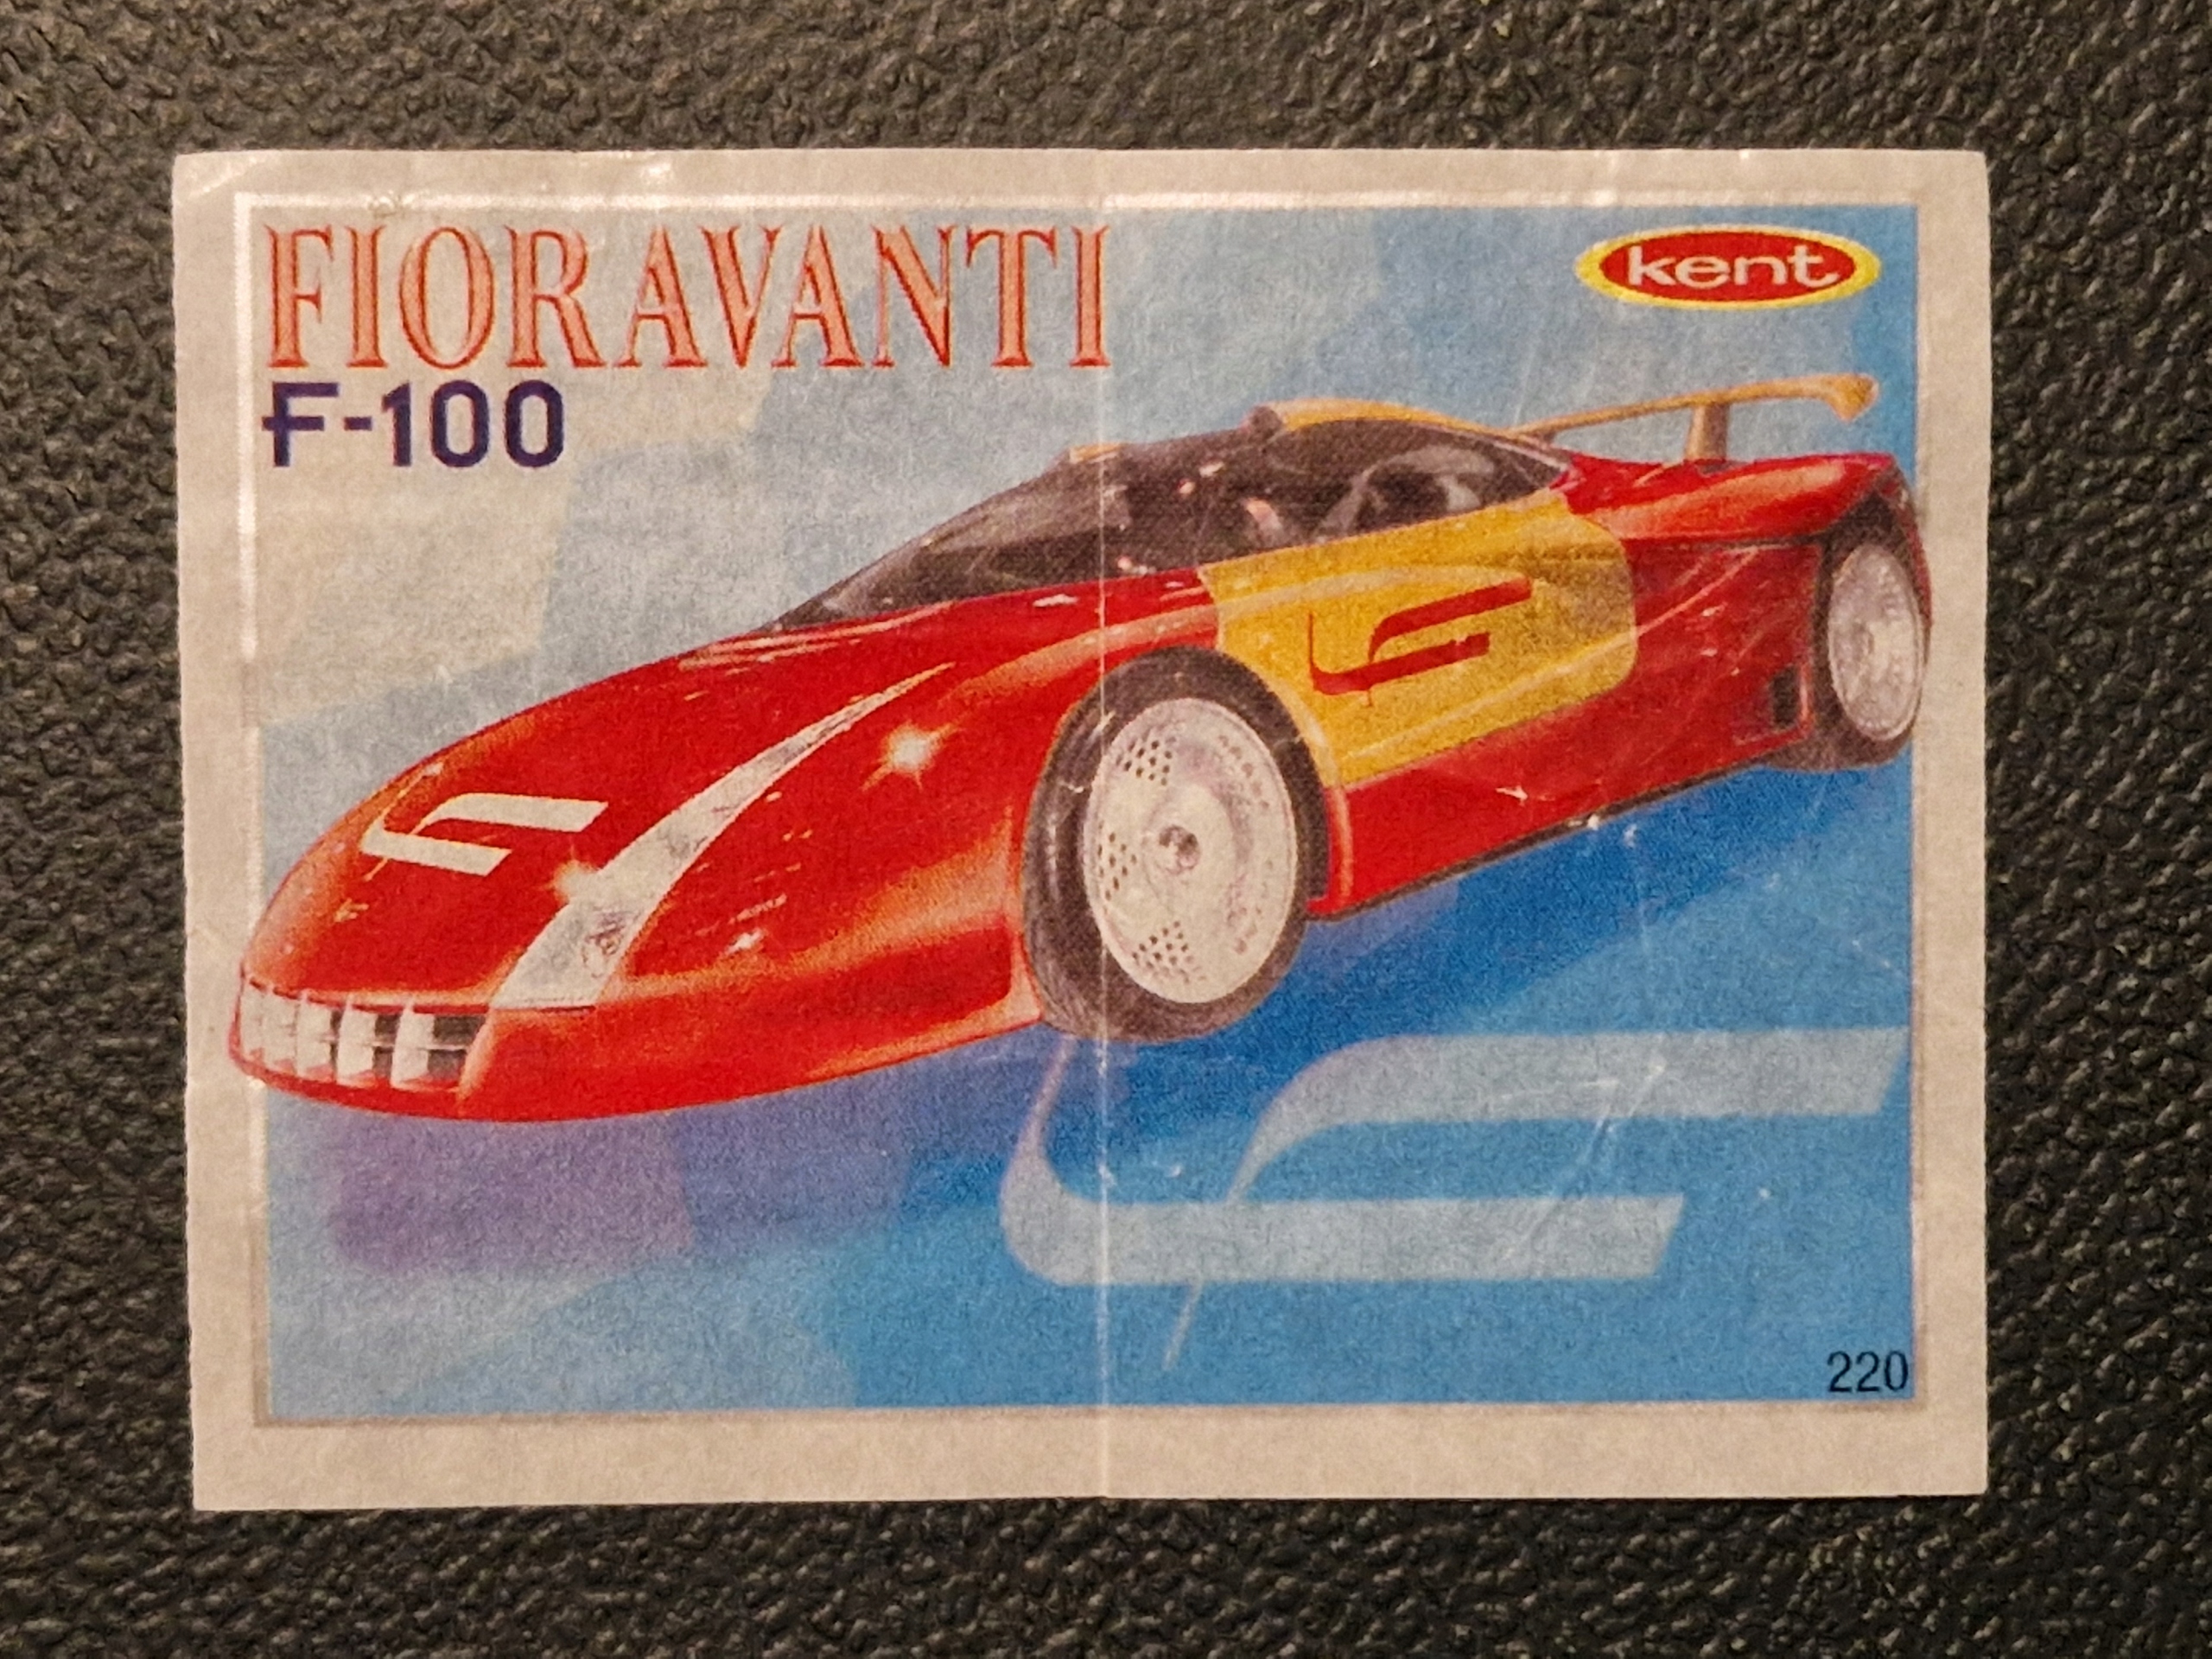 FIORAVANTI
kent
F-100
220